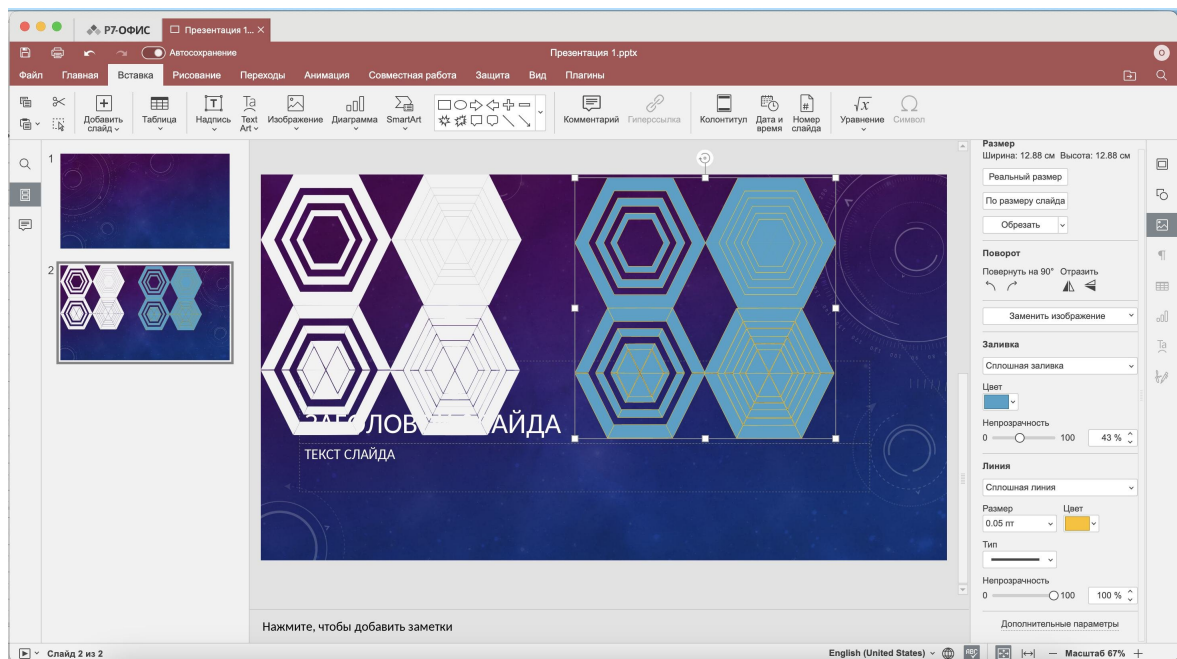 Р7-ОФИС
Презентация 1... ×
Автосохранение
Презентация 1.pptx
О
Файл Главная Вставка Рисование Переходы Анимация Совместная работа Защита Вид Плагины
Добавить слайд
Таблица
Надпись
Text Art
Изображение
Диаграмма
SmartArt
Комментарий
Гиперссылка
Колонтитул
Дата и время
Номер слайда
Уравнение
Символ
1
2
ТЕКСТ СЛАЙДА
Нажмите, чтобы добавить заметки
Размер
Ширина: 12.88 см Высота: 12.88 см
Реальный размер
По размеру слайда
Обрезать
Поворот
Повернуть на 90° Отразить
Заменить изображение
Заливка
Сплошная заливка
Цвет
Непрозрачность
0 100 43 %
Линия
Сплошная линия
Размер Цвет
0.05 пт
Тип
Непрозрачность
0 100 100 %
Дополнительные параметры
Слайд 2 из 2
English (United States)
Масштаб 67%